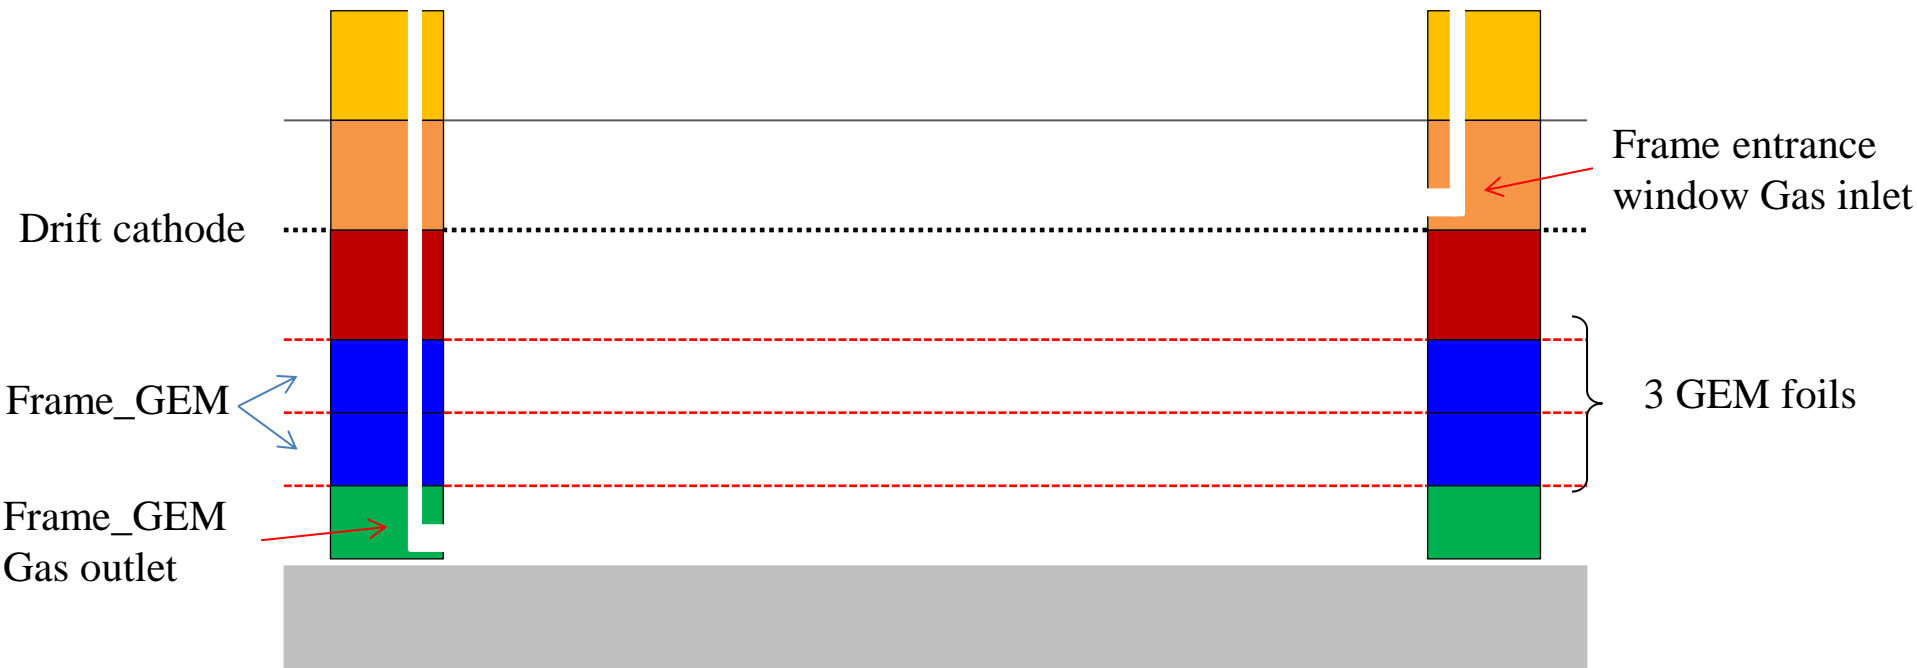 Frame entrance
window Gas inlet
Drift cathode
Frame_GEM
3 GEM foils
Frame_GEM
Gas outlet